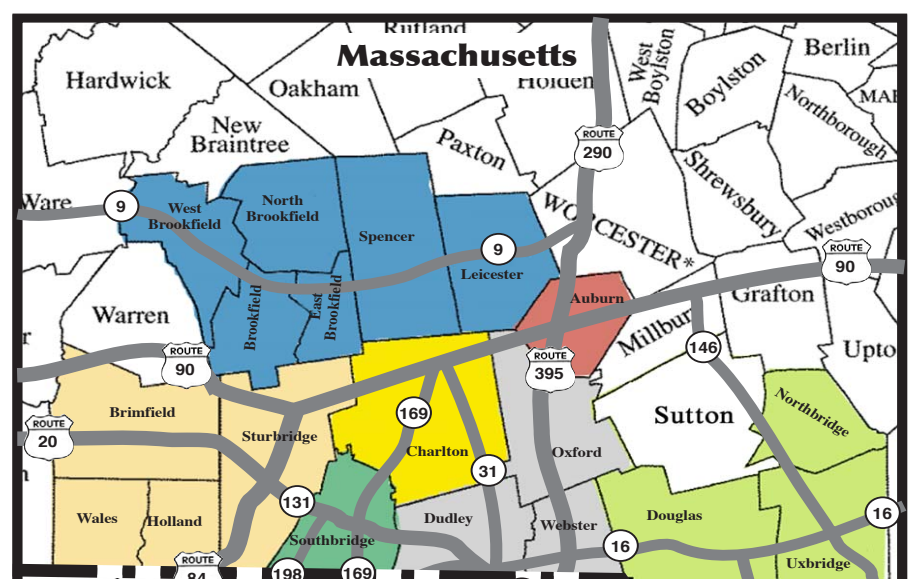 Rutland
Massachusetts
Berlin
Hardwick
Oakham
Holden
West
Boylston
Boylston
MAR
Northborough
New
Braintree
Paxton
ROUTE
290
Shrewsbury
Ware
9
West
Brookfield
North
Brookfield
Spencer
9
Leicester
WORCESTER*
Westborough
ROUTE
90
Brookfield
East
Brookfield
Auburn
Grafton
Warren
Millbury
146
Upto
ROUTE
90
ROUTE
395
Brimfield
169
Sutton
Northbridge
ROUTE
20
Sturbridge
Charlton
Oxford
31
131
Wales
Holland
Dudley
Webster
Douglas
16
Southbridge
16
Uxbridge
ROUTE
84
198
169